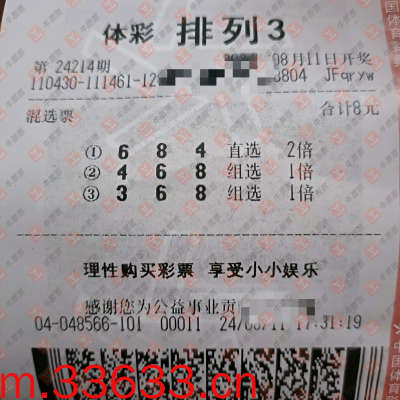 体彩 排列3
第 24214期 08月11日开奖
110430-111461-12 3804 JFqryw
混选票 合计8元
① 6 8 4 直选 2倍
② 4 6 8 组选 1倍
③ 3 6 8 组选 1倍
理性购买彩票 享受小小娱乐
感谢您为公益事业贡
04-048566-101 00011 24/08/11 17:31:19
m.33633.cn